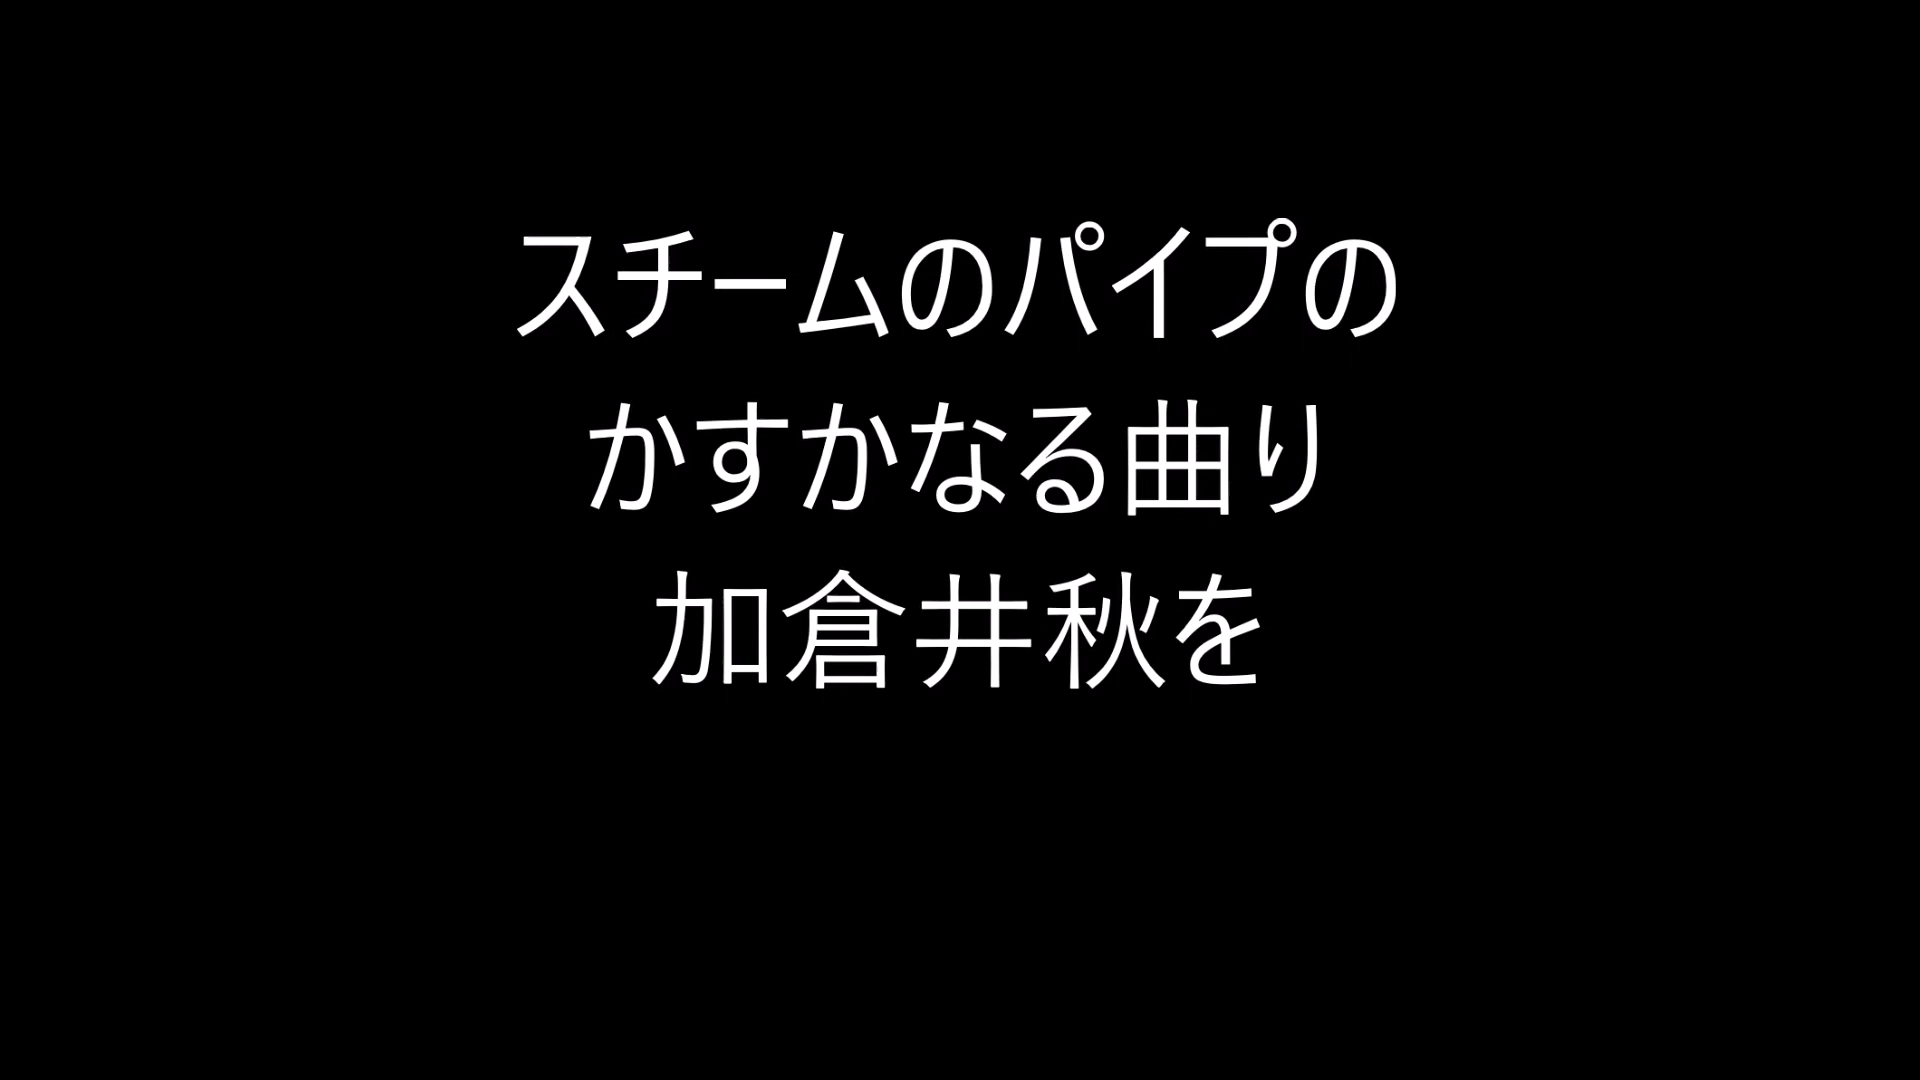 スチームのパイプの
かすかなる曲り
加倉井秋を